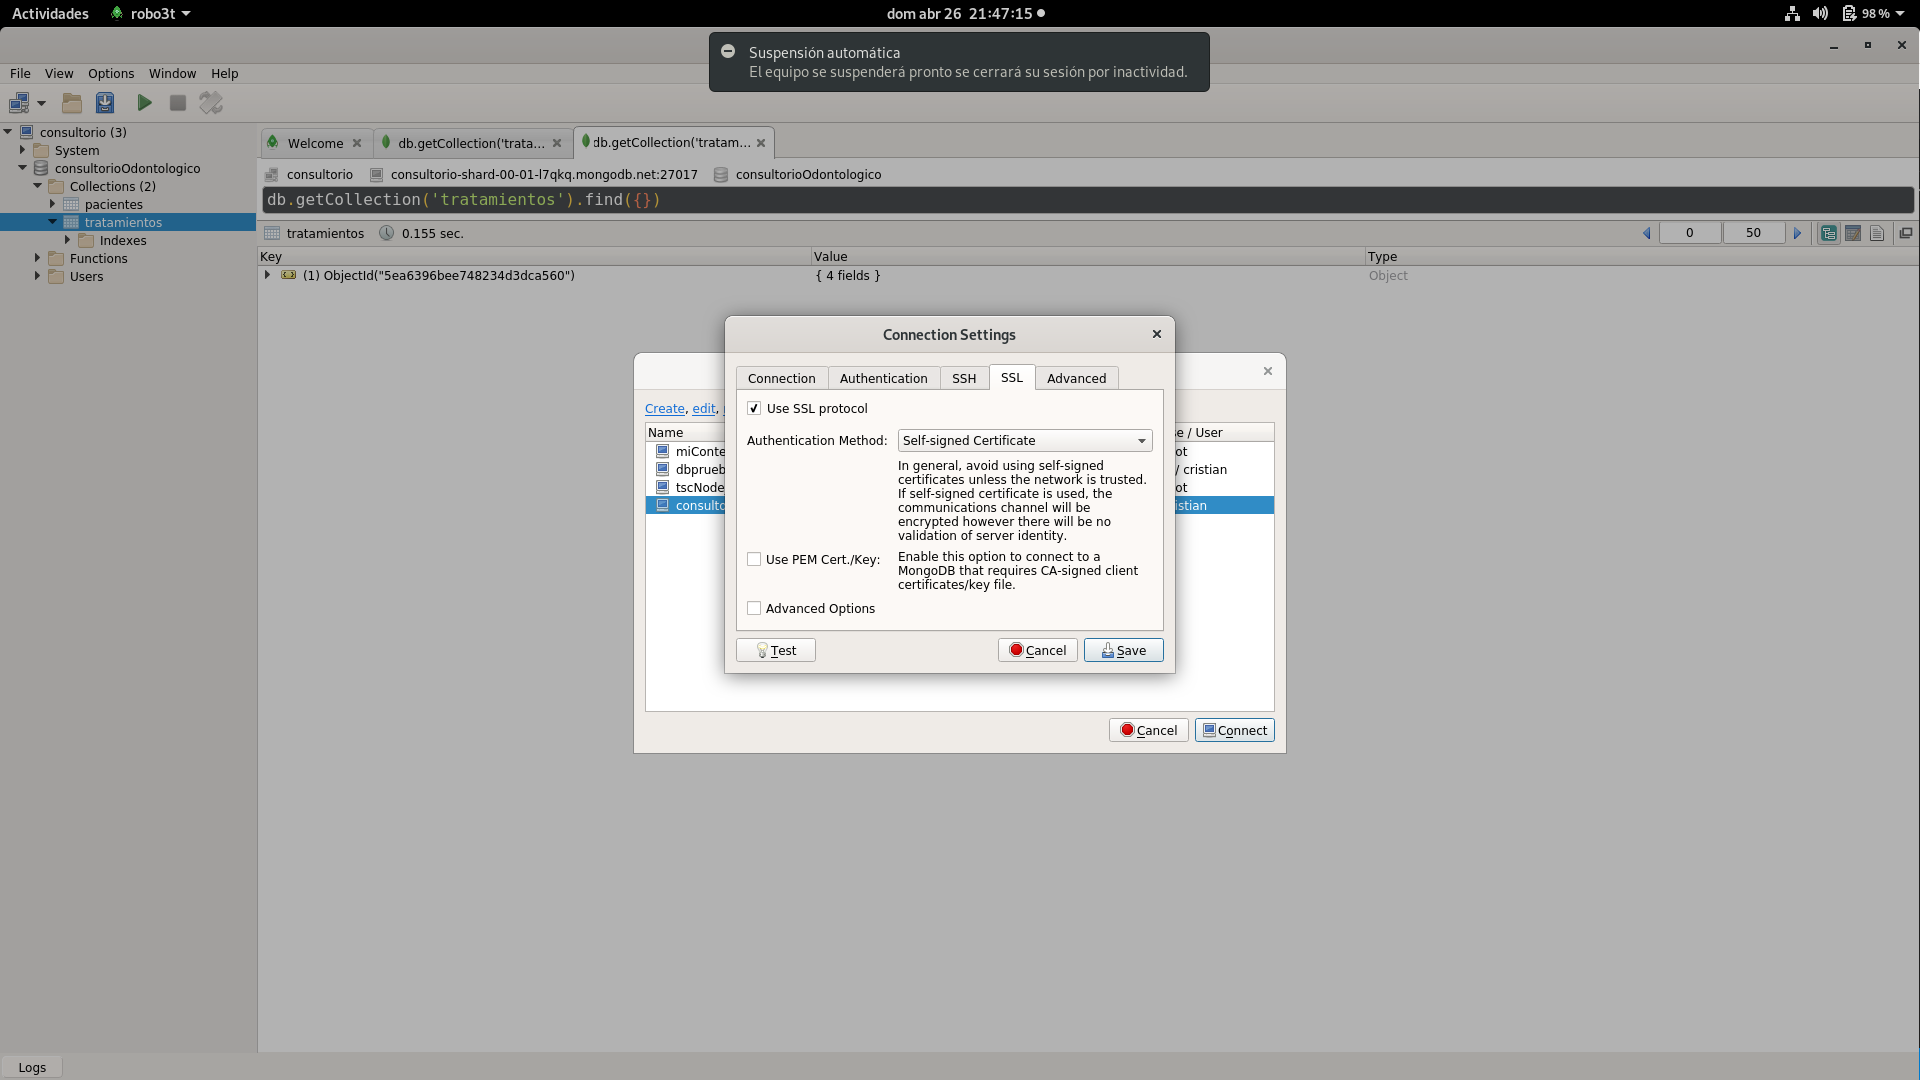 Actividades
robo3t
dom abr 26 21:47:15
98 %
Suspensión automática
El equipo se suspenderá pronto se cerrará su sesión por inactividad.
File View Options Window Help
consultorio (3)
System
consultorioOdontologico
Collections (2)
pacientes
tratamientos
Indexes
Functions
Users
Welcome
db.getCollection('trata...
db.getCollection('tratam...
consultorio consultorio-shard-00-01-l7qkq.mongodb.net:27017 consultorioOdontologico
db.getCollection('tratamientos').find({})
tratamientos 0.155 sec.
0 50
Key Value Type
(1) ObjectId("5ea6396bee748234d3dca560") { 4 fields } Object
Connection Settings
Connection Authentication SSH SSL Advanced
Use SSL protocol
Authentication Method: Self-signed Certificate
In general, avoid using self-signed
certificates unless the network is trusted.
If self-signed certificate is used, the
communications channel will be
encrypted however there will be no
validation of server identity.
Use PEM Cert./Key:
Enable this option to connect to a
MongoDB that requires CA-signed client
certificates/key file.
Advanced Options
Test Cancel Save
Create, edit,
Name se / User
miConte ot
dbprueb / cristian
tscNode ot
consulto istian
Cancel Connect
Logs